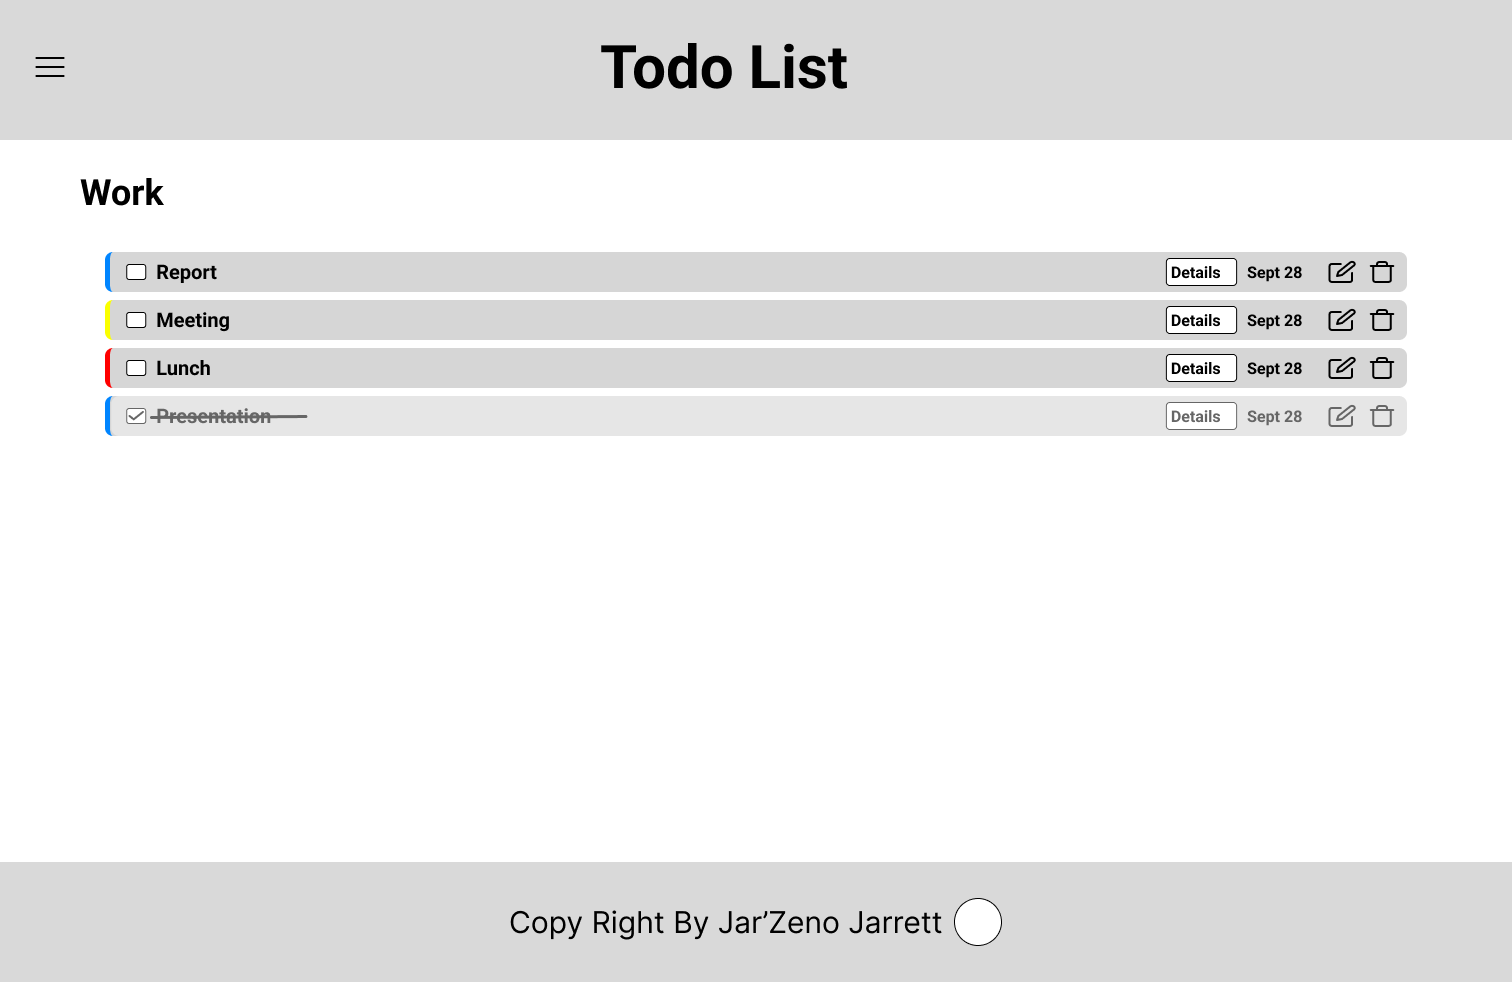 Todo List
Work
Report Details Sept 28
Meeting Details Sept 28
Lunch Details Sept 28
Presentation Details Sept 28
Copy Right By Jar’Zeno Jarrett